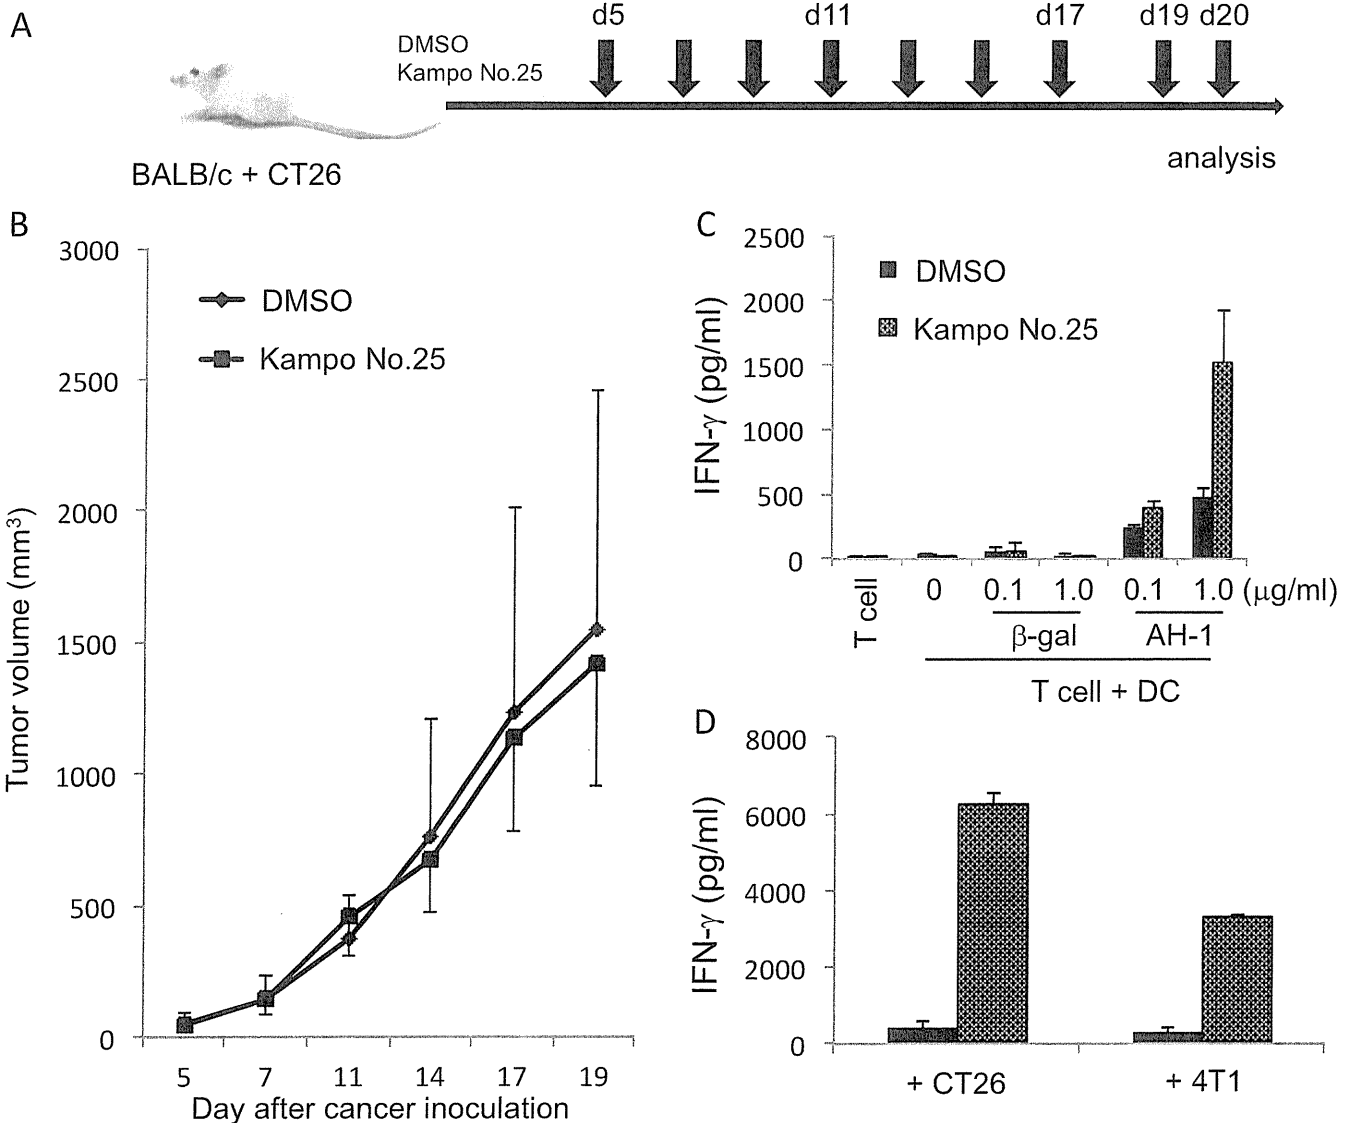 A
d5 d11 d17 d19 d20
DMSO
Kampo No.25
analysis
BALB/c + CT26
B
3000
2500
2000
1500
1000
500
0
Tumor volume (mm³)
DMSO
Kampo No.25
5 7 11 14 17 19
Day after cancer inoculation
C
2500
2000
1500
1000
500
0
IFN-γ (pg/ml)
DMSO
Kampo No.25
T cell 0 0.1 1.0 0.1 1.0 (μg/ml)
β-gal AH-1
T cell + DC
D
8000
6000
4000
2000
0
IFN-γ (pg/ml)
+ CT26 + 4T1